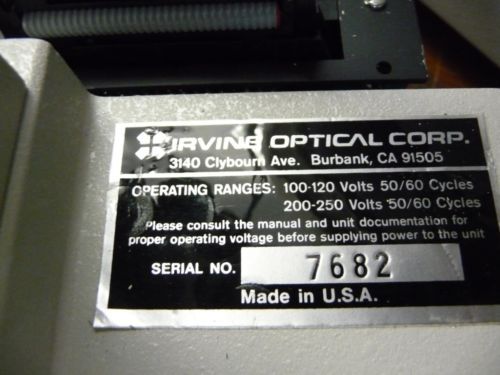 IRVINE OPTICAL CORP.
3140 Clybourn Ave. Burbank, CA 91505
OPERATING RANGES: 100-120 Volts 50/60 Cycles
200-250 Volts 50/60 Cycles
Please consult the manual and unit documentation for
proper operating voltage before supplying power to the unit
SERIAL NO. 7682
Made in U.S.A.